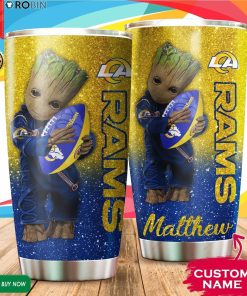 ROBIN
LA
RAMS
LA
RAMS
Matthew
BUY NOW
CUSTOM
NAME